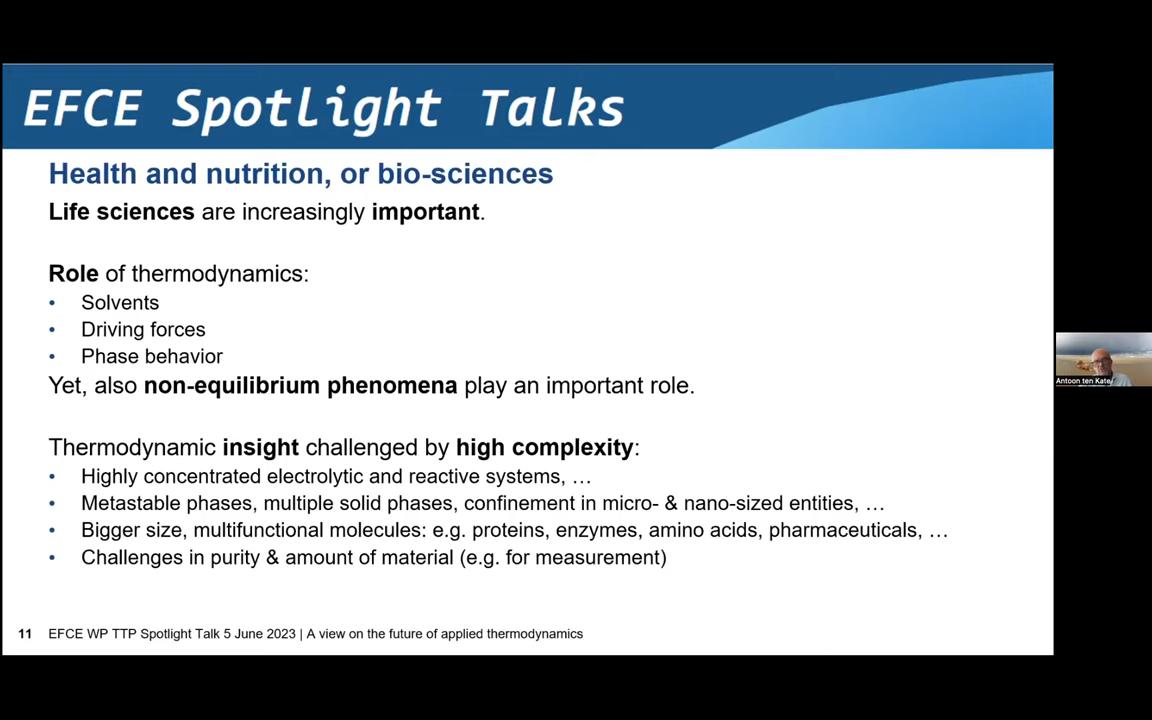 EFCE Spotlight Talks
Health and nutrition, or bio-sciences
Life sciences are increasingly important.
Role of thermodynamics:
• Solvents
• Driving forces
• Phase behavior
Yet, also non-equilibrium phenomena play an important role.
Thermodynamic insight challenged by high complexity:
• Highly concentrated electrolytic and reactive systems, …
• Metastable phases, multiple solid phases, confinement in micro- & nano-sized entities, …
• Bigger size, multifunctional molecules: e.g. proteins, enzymes, amino acids, pharmaceuticals, …
• Challenges in purity & amount of material (e.g. for measurement)
11 EFCE WP TTP Spotlight Talk 5 June 2023 | A view on the future of applied thermodynamics
Antoon ten Kate